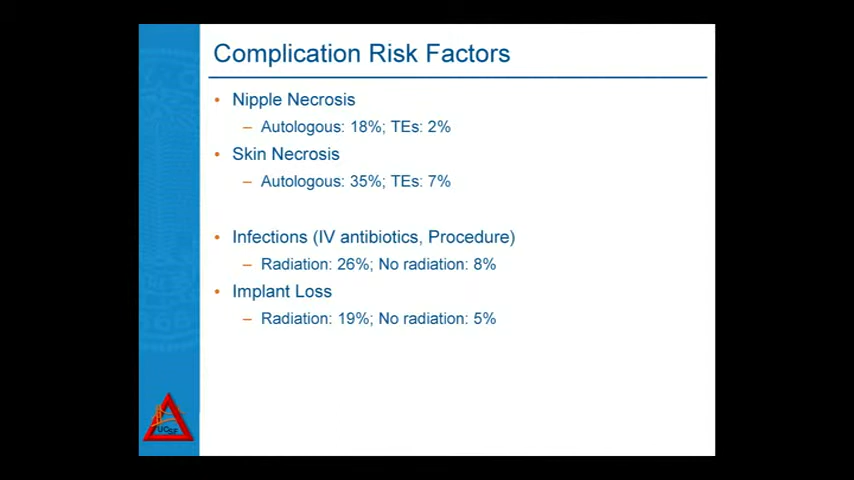 Complication Risk Factors
• Nipple Necrosis
– Autologous: 18%; TEs: 2%
• Skin Necrosis
– Autologous: 35%; TEs: 7%
• Infections (IV antibiotics, Procedure)
– Radiation: 26%; No radiation: 8%
• Implant Loss
– Radiation: 19%; No radiation: 5%
UCSF